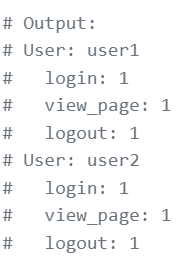 # Output:
# User: user1
#   login: 1
#   view_page: 1
#   logout: 1
# User: user2
#   login: 1
#   view_page: 1
#   logout: 1